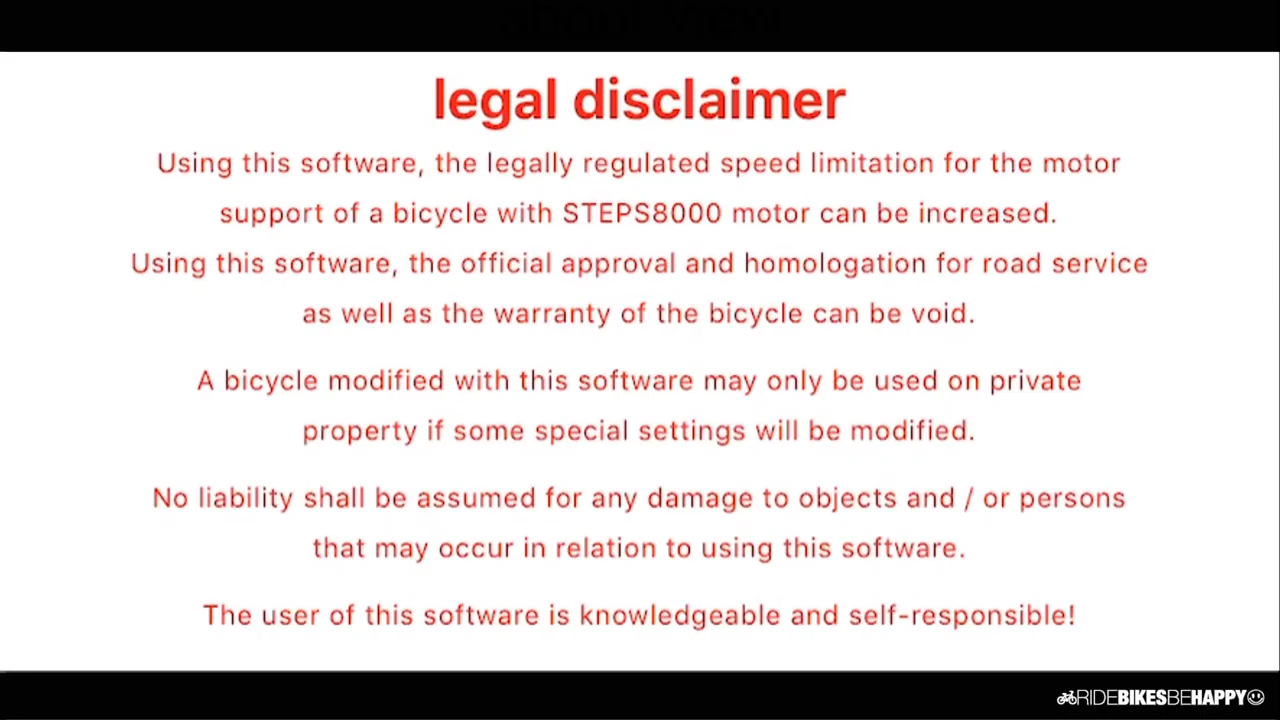 legal disclaimer
Using this software, the legally regulated speed limitation for the motor
support of a bicycle with STEPS8000 motor can be increased.
Using this software, the official approval and homologation for road service
as well as the warranty of the bicycle can be void.
A bicycle modified with this software may only be used on private
property if some special settings will be modified.
No liability shall be assumed for any damage to objects and / or persons
that may occur in relation to using this software.
The user of this software is knowledgeable and self-responsible!
RIDEBIKESBEHAPPY